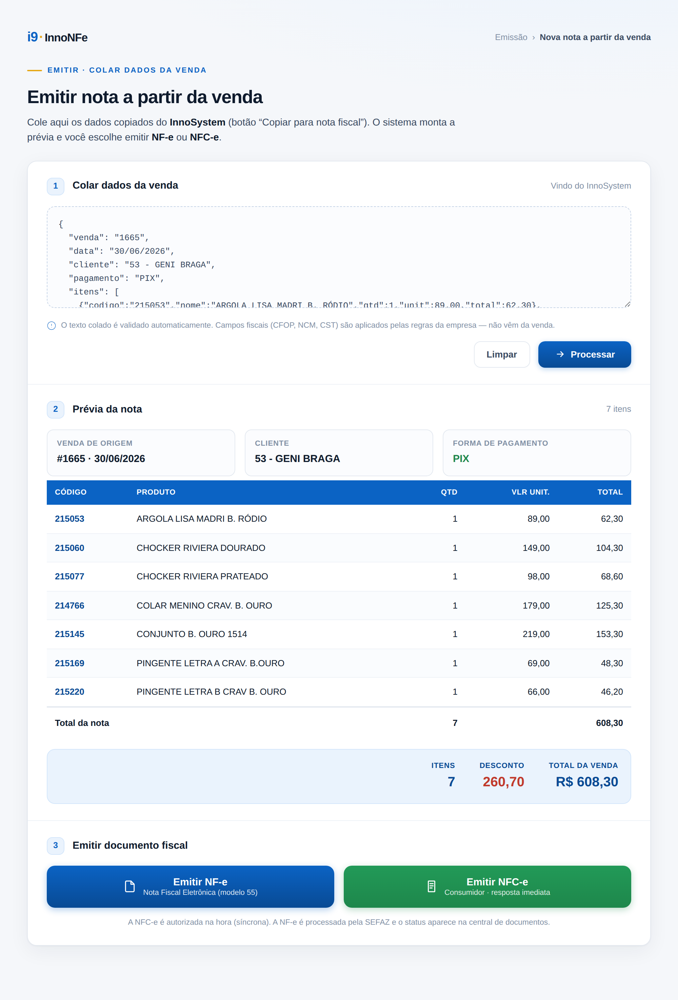 i9 · InnoNFe
Emissão › Nova nota a partir da venda
EMITIR · COLAR DADOS DA VENDA
Emitir nota a partir da venda
Cole aqui os dados copiados do InnoSystem (botão “Copiar para nota fiscal”). O sistema monta a
prévia e você escolhe emitir NF-e ou NFC-e.
1 Colar dados da venda Vindo do InnoSystem
{
"venda": "1665",
"data": "30/06/2026",
"cliente": "53 - GENI BRAGA",
"pagamento": "PIX",
"itens": [
{"codigo":"215053","nome":"ARGOLA LISA MADRI B. RÓDIO","qtd":1,"unit":89.00,"total":62.30},
O texto colado é validado automaticamente. Campos fiscais (CFOP, NCM, CST) são aplicados pelas regras da empresa — não vêm da venda.
Limpar → Processar
2 Prévia da nota 7 itens
VENDA DE ORIGEM
#1665 · 30/06/2026
CLIENTE
53 - GENI BRAGA
FORMA DE PAGAMENTO
PIX
CÓDIGO PRODUTO QTD VLR UNIT. TOTAL
215053 ARGOLA LISA MADRI B. RÓDIO 1 89,00 62,30
215060 CHOCKER RIVIERA DOURADO 1 149,00 104,30
215077 CHOCKER RIVIERA PRATEADO 1 98,00 68,60
214766 COLAR MENINO CRAV. B. OURO 1 179,00 125,30
215145 CONJUNTO B. OURO 1514 1 219,00 153,30
215169 PINGENTE LETRA A CRAV. B.OURO 1 69,00 48,30
215220 PINGENTE LETRA B CRAV B. OURO 1 66,00 46,20
Total da nota 7 608,30
ITENS DESCONTO TOTAL DA VENDA
7 260,70 R$ 608,30
3 Emitir documento fiscal
Emitir NF-e
Nota Fiscal Eletrônica (modelo 55)
Emitir NFC-e
Consumidor · resposta imediata
A NFC-e é autorizada na hora (síncrona). A NF-e é processada pela SEFAZ e o status aparece na central de documentos.